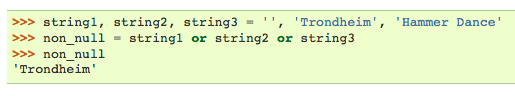 >>> string1, string2, string3 = '', 'Trondheim', 'Hammer Dance'
>>> non_null = string1 or string2 or string3
>>> non_null
'Trondheim'